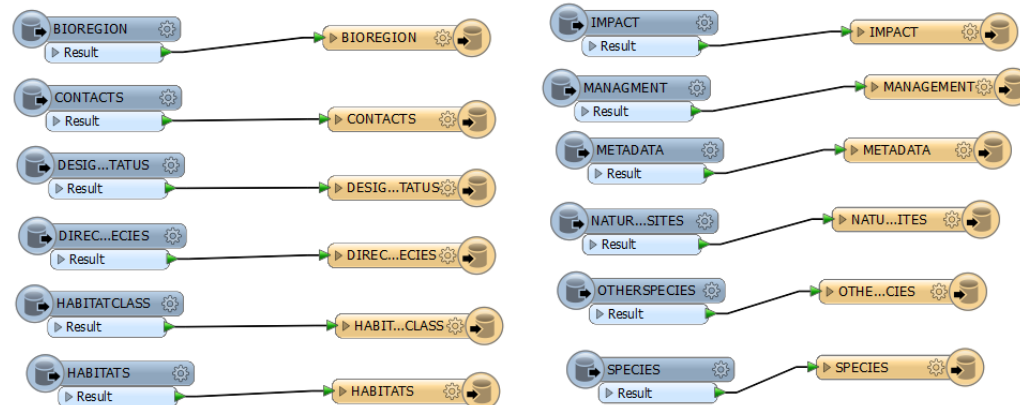 BIOREGION
Result
BIOREGION
CONTACTS
Result
CONTACTS
DESIG...TATUS
Result
DESIG...TATUS
DIREC...ECIES
Result
DIREC...ECIES
HABITATCLASS
Result
HABIT...CLASS
HABITATS
Result
HABITATS
IMPACT
Result
IMPACT
MANAGMENT
Result
MANAGEMENT
METADATA
Result
METADATA
NATUR...SITES
Result
NATU...ITES
OTHERSPECIES
Result
OTHE...CIES
SPECIES
Result
SPECIES